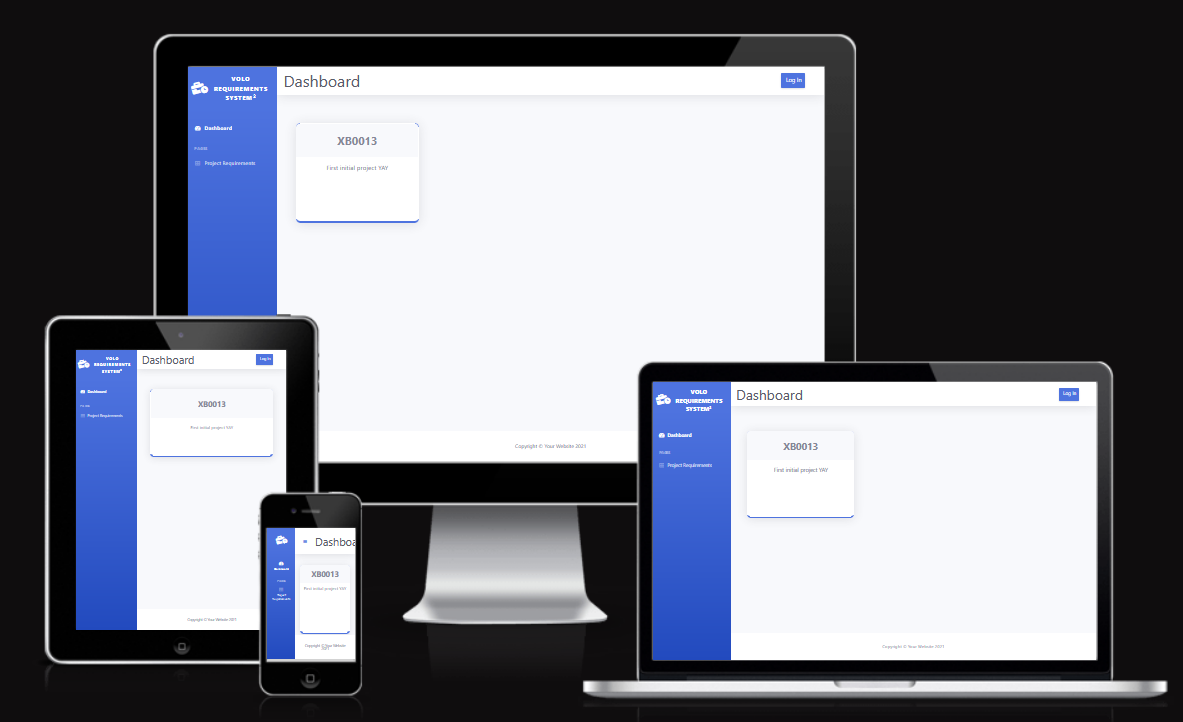 VOLO
REQUIREMENTS
SYSTEM²
Dashboard
Log In
Dashboard
Project Requirements
XB0013
First initial project YAY
Copyright © Your Website 2021
VOLO
REQUIREMENTS
SYSTEM²
Dashboard
Log In
Dashboard
Project Requirements
XB0013
First initial project YAY
Copyright © Your Website 2021
Dashboa
Dashboard
Project
Requirements
XB0013
First initial project YAY
Copyright © Your Website
2021
VOLO
REQUIREMENTS
SYSTEM²
Dashboard
Log In
Dashboard
Project Requirements
XB0013
First initial project YAY
Copyright © Your Website 2021